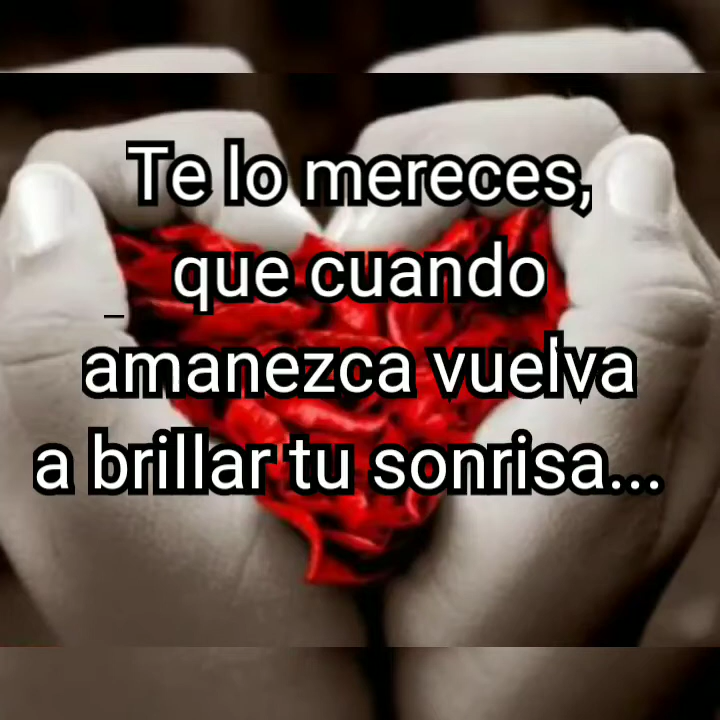 Te lo mereces,
que cuando
amanezca vuelva
a brillar tu sonrisa...